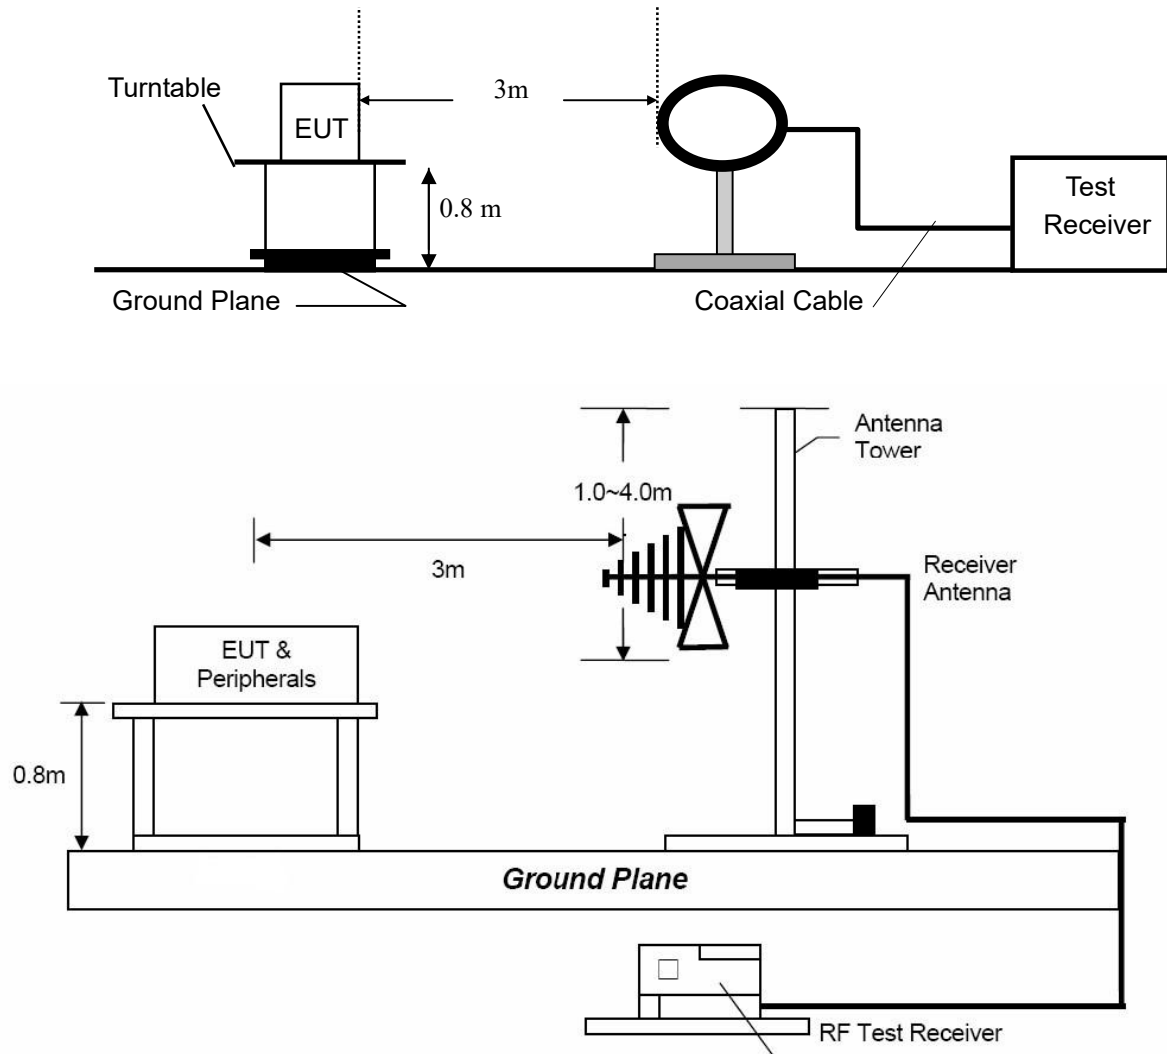 Turntable
3m
EUT
0.8 m
Test
Receiver
Ground Plane
Coaxial Cable
Antenna
Tower
1.0~4.0m
3m
Receiver
Antenna
EUT &
Peripherals
0.8m
Ground Plane
RF Test Receiver